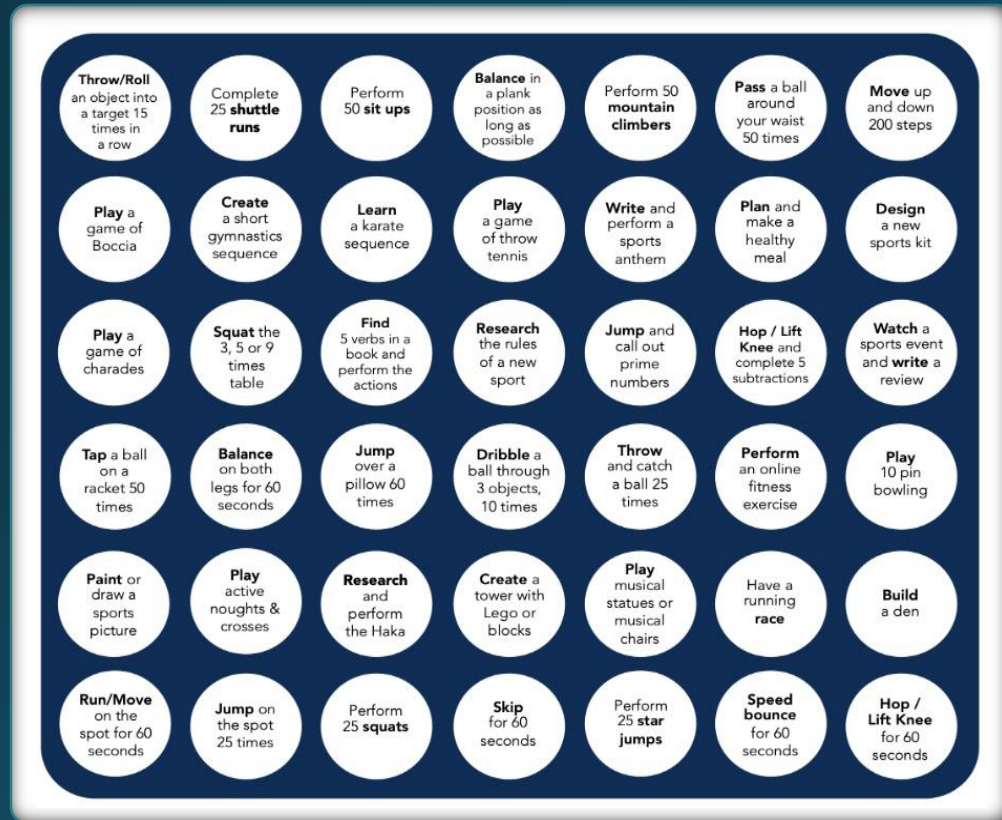 Throw/Roll
an object into
a target 15
times in
a row
Complete
25 shuttle
runs
Perform
50 sit ups
Balance in
a plank
position as
long as
possible
Perform 50
mountain
climbers
Pass a ball
around
your waist
50 times
Move up
and down
200 steps
Play a
game of
Boccia
Create
a short
gymnastics
sequence
Learn
a karate
sequence
Play
a game
of throw
tennis
Write and
perform a
sports
anthem
Plan and
make a
healthy
meal
Design
a new
sports kit
Play a
game of
charades
Squat the
3, 5 or 9
times
table
Find
5 verbs in a
book and
perform the
actions
Research
the rules
of a new
sport
Jump and
call out
prime
numbers
Hop / Lift
Knee and
complete 5
subtractions
Watch a
sports event
and write a
review
Tap a ball
on a
racket 50
times
Balance
on both
legs for 60
seconds
Jump
over a
pillow 60
times
Dribble a
ball through
3 objects,
10 times
Throw
and catch
a ball 25
times
Perform
an online
fitness
exercise
Play
10 pin
bowling
Paint or
draw a
sports
picture
Play
active
noughts &
crosses
Research
and
perform
the Haka
Create a
tower with
Lego or
blocks
Play
musical
statues or
musical
chairs
Have a
running
race
Build
a den
Run/Move
on the
spot for 60
seconds
Jump on
the spot
25 times
Perform
25 squats
Skip
for 60
seconds
Perform
25 star
jumps
Speed
bounce
for 60
seconds
Hop /
Lift Knee
for 60
seconds